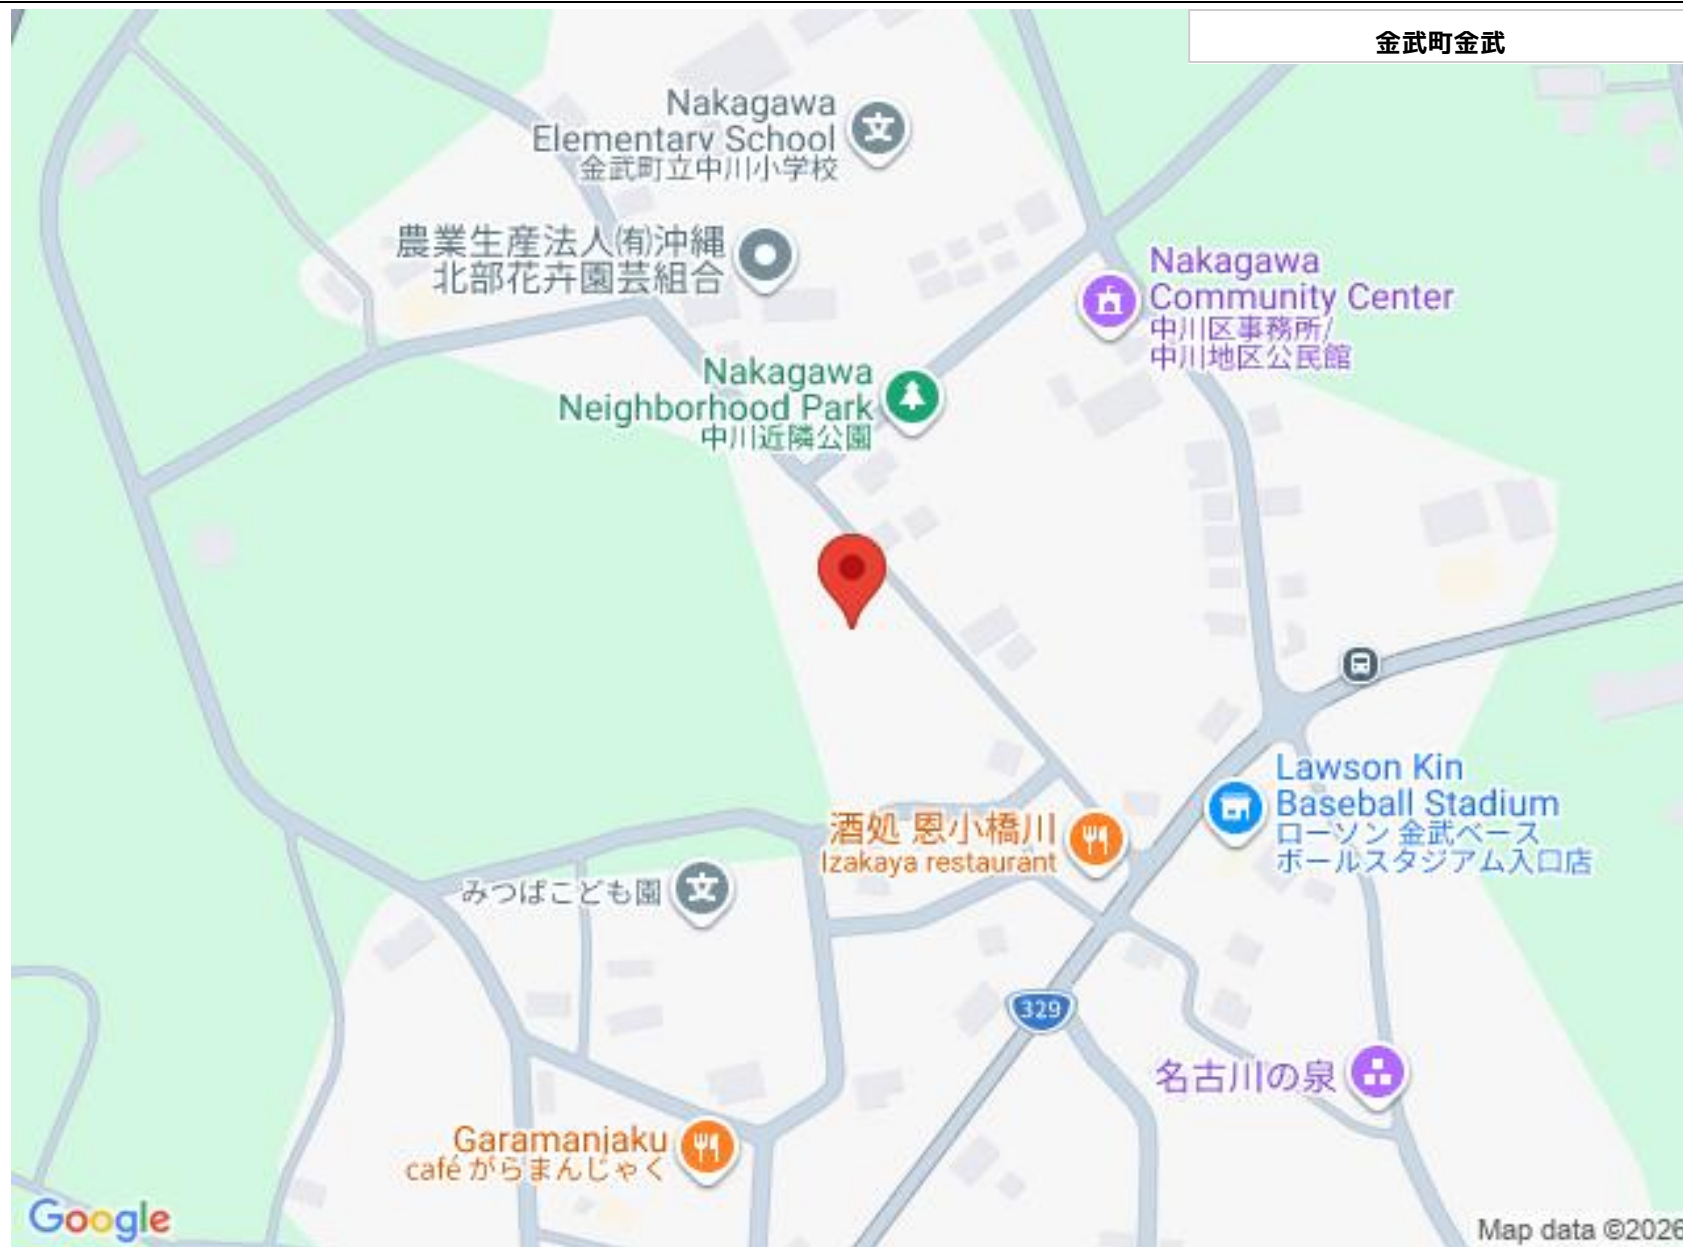 金武町金武
Nakagawa
Elementary School
金武町立中川小学校
農業生産法人㈲沖縄
北部花卉園芸組合
Nakagawa
Community Center
中川区事務所/
中川地区公民館
Nakagawa
Neighborhood Park
中川近隣公園
Lawson Kin
Baseball Stadium
ローソン 金武ベース
ボールスタジアム入口店
酒処 恩小橋川
Izakaya restaurant
みつばこども園
329
名古川の泉
Garamanjaku
café がらまんじゃく
Google
Map data ©2026